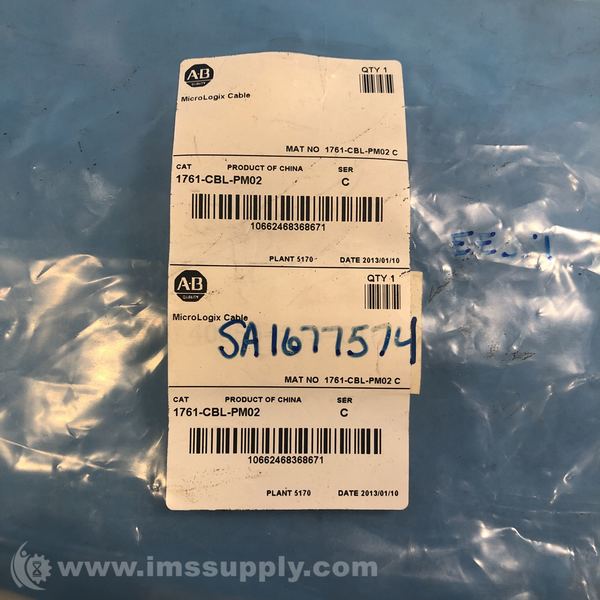 A-B
QUALITY
QTY 1
MicroLogix Cable
MAT NO 1761-CBL-PM02 C
CAT PRODUCT OF CHINA SER
1761-CBL-PM02 C
10662468368671
PLANT 5170 DATE 2013/01/10
A-B
QUALITY
QTY 1
MicroLogix Cable
SA1677574
MAT NO 1761-CBL-PM02 C
CAT PRODUCT OF CHINA SER
1761-CBL-PM02 C
10662468368671
PLANT 5170 DATE 2013/01/10
www.imssupply.com